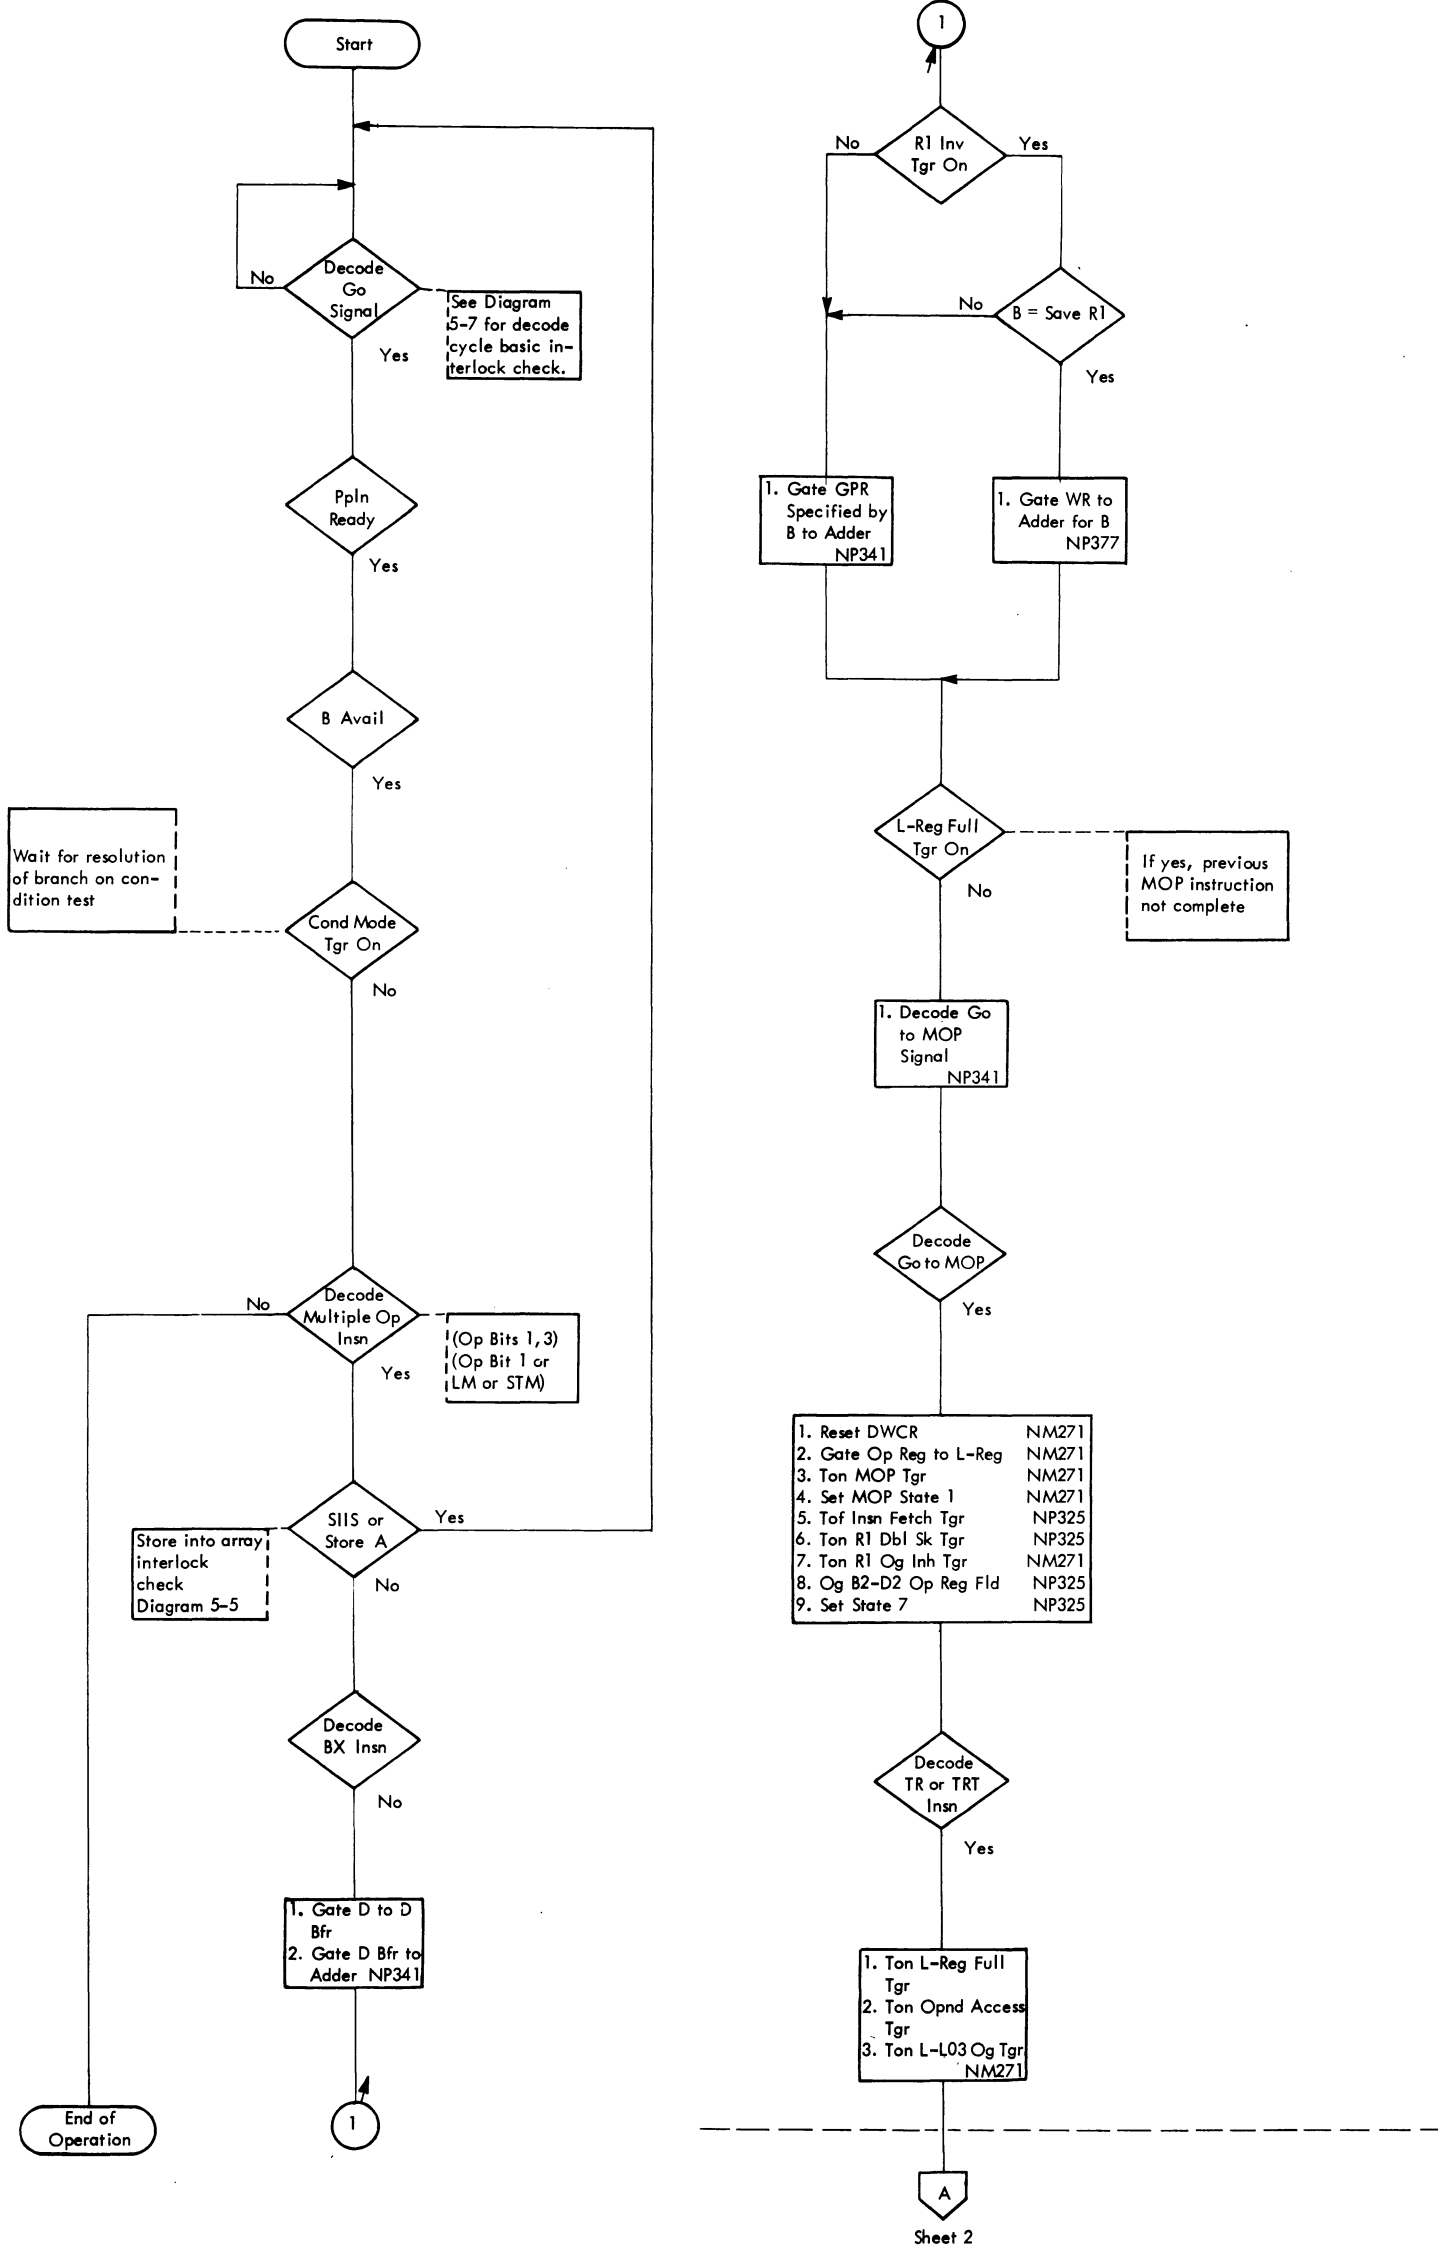 Start
No
Decode
Go
Signal
Yes
See Diagram
5-7 for decode
cycle basic in-
terlock check.
Ppln
Ready
Yes
B Avail
Yes
Wait for resolution
of branch on con-
dition test
Cond Mode
Tgr On
No
No
Decode
Multiple Op
Insn
Yes
(Op Bits 1, 3)
(Op Bit 1 or
LM or STM)
SIIS or
Store A
Yes
No
Store into array
interlock
check
Diagram 5-5
Decode
BX Insn
No
1. Gate D to D
Bfr
2. Gate D Bfr to
Adder NP341
End of
Operation
1
1
No
R1 Inv
Tgr On
Yes
No
B = Save R1
Yes
1. Gate GPR
Specified by
B to Adder
NP341
1. Gate WR to
Adder for B
NP377
L-Reg Full
Tgr On
No
If yes, previous
MOP instruction
not complete
1. Decode Go
to MOP
Signal
NP341
Decode
Go to MOP
Yes
1. Reset DWCR NM271
2. Gate Op Reg to L-Reg NM271
3. Ton MOP Tgr NM271
4. Set MOP State 1 NM271
5. Tof Insn Fetch Tgr NP325
6. Ton R1 Dbl Sk Tgr NP325
7. Ton R1 Og Inh Tgr NM271
8. Og B2-D2 Op Reg Fld NP325
9. Set State 7 NP325
Decode
TR or TRT
Insn
Yes
1. Ton L-Reg Full
Tgr
2. Ton Opnd Access
Tgr
3. Ton L-L03 Og Tgr
NM271
A
Sheet 2